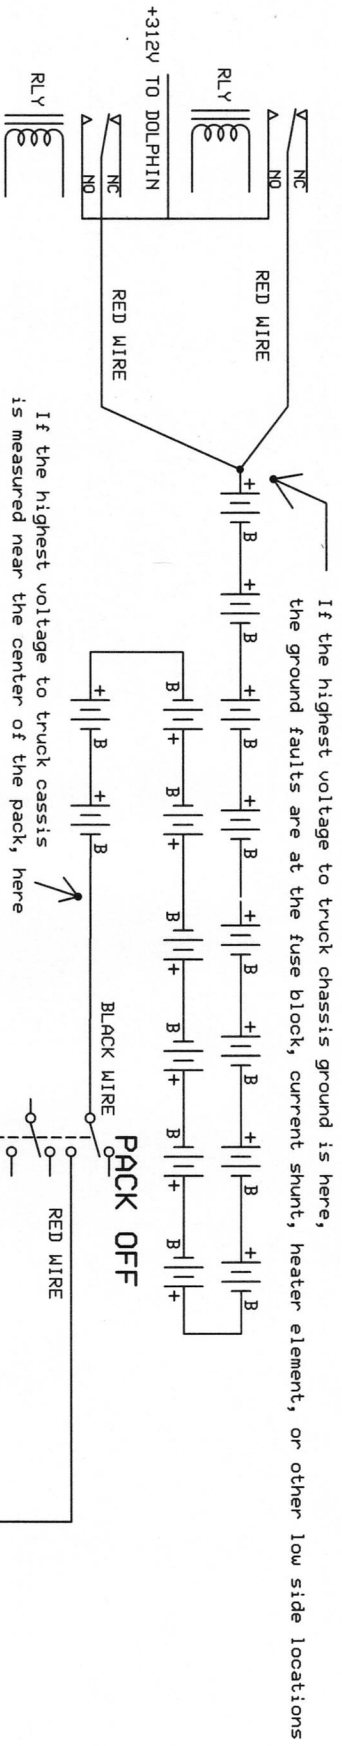 If the highest voltage to truck chassis ground is here,
the ground faults are at the fuse block, current shunt, heater element, or other low side locations
NC
NO
RED WIRE
RLY
+ B + B + B + B + B + B + B + B
B + B + B + B + B + B +
+312V TO DOLPHIN
PACK OFF
NC
NO
RED WIRE
+ B + B
BLACK WIRE
RED WIRE
RLY
If the highest voltage to truck cassis
is measured near the center of the pack, here